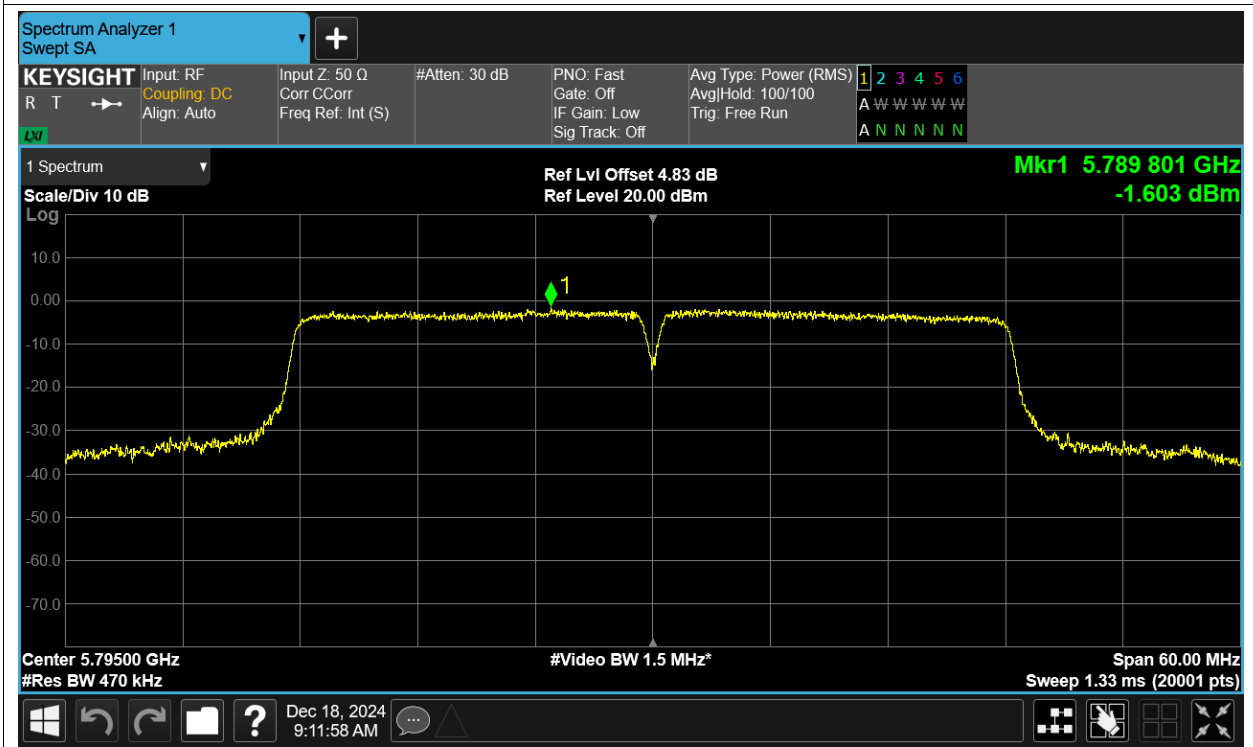 Spectrum Analyzer 1
Swept SA
KEYSIGHT
R T
LXI
Input: RF
Coupling: DC
Align: Auto
Input Z: 50 Ω
Corr CCorr
Freq Ref: Int (S)
#Atten: 30 dB
PNO: Fast
Gate: Off
IF Gain: Low
Sig Track: Off
Avg Type: Power (RMS)
Avg|Hold: 100/100
Trig: Free Run
1 2 3 4 5 6
A W W W W W
A N N N N N
1 Spectrum
Scale/Div 10 dB
Log
Ref Lvl Offset 4.83 dB
Ref Level 20.00 dBm
Mkr1 5.789 801 GHz
-1.603 dBm
1
10.0
0.00
-10.0
-20.0
-30.0
-40.0
-50.0
-60.0
-70.0
Center 5.79500 GHz
#Res BW 470 kHz
#Video BW 1.5 MHz*
Span 60.00 MHz
Sweep 1.33 ms (20001 pts)
?
Dec 18, 2024
9:11:58 AM